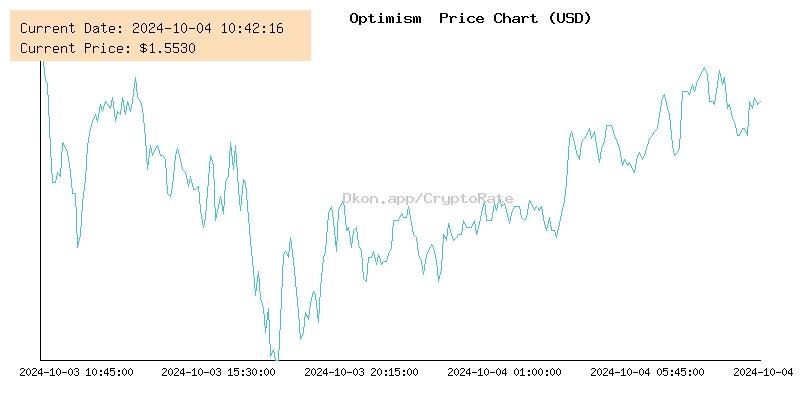 Optimism Price Chart (USD)
Current Date: 2024-10-04 10:42:16
Current Price: $1.5530
Dkon.app/CryptoRate
2024-10-03 10:45:00 2024-10-03 15:30:00 2024-10-03 20:15:00 2024-10-04 01:00:00 2024-10-04 05:45:00 2024-10-04